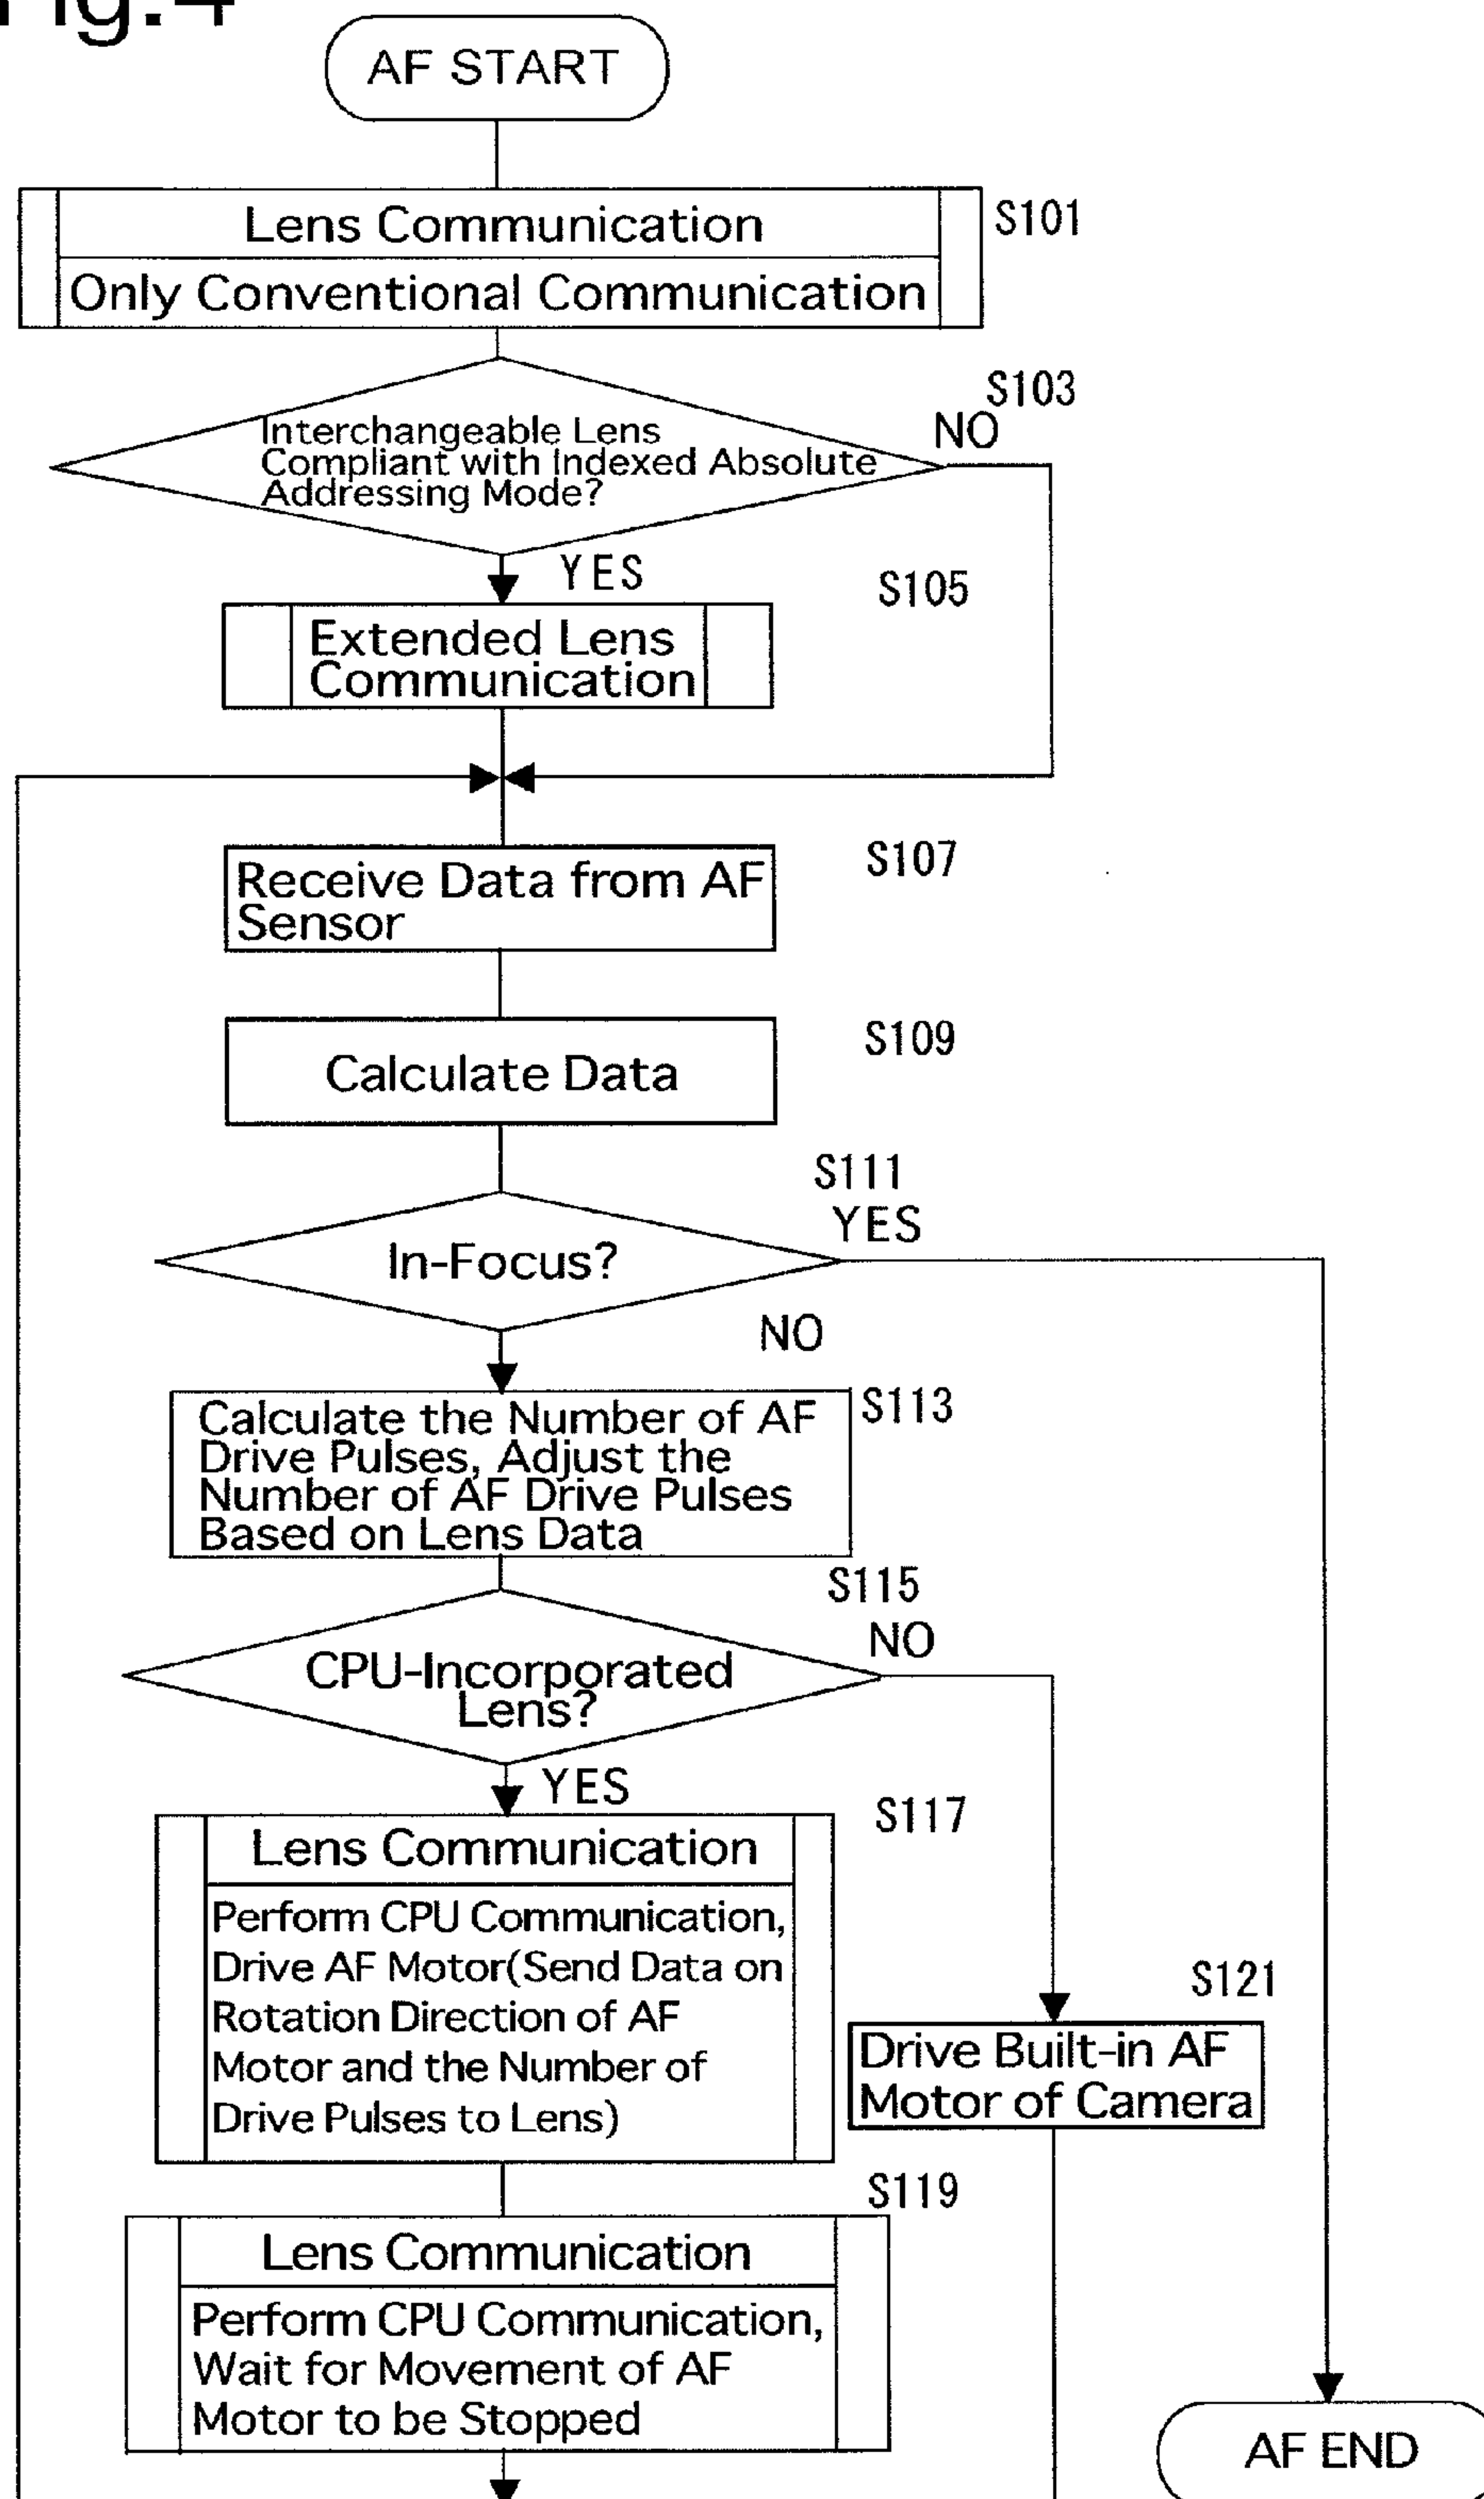 Fig.4
AF START
Lens Communication
S101
Only Conventional Communication
S103
NO
Interchangeable Lens
Compliant with Indexed Absolute
Addressing Mode?
YES
S105
Extended Lens
Communication
S107
Receive Data from AF
Sensor
S109
Calculate Data
S111
YES
In-Focus?
NO
S113
Calculate the Number of AF
Drive Pulses, Adjust the
Number of AF Drive Pulses
Based on Lens Data
S115
NO
CPU-Incorporated
Lens?
YES
S117
Lens Communication
Perform CPU Communication,
Drive AF Motor(Send Data on
Rotation Direction of AF
Motor and the Number of
Drive Pulses to Lens)
S121
Drive Built-in AF
Motor of Camera
S119
Lens Communication
Perform CPU Communication,
Wait for Movement of AF
Motor to be Stopped
AF END